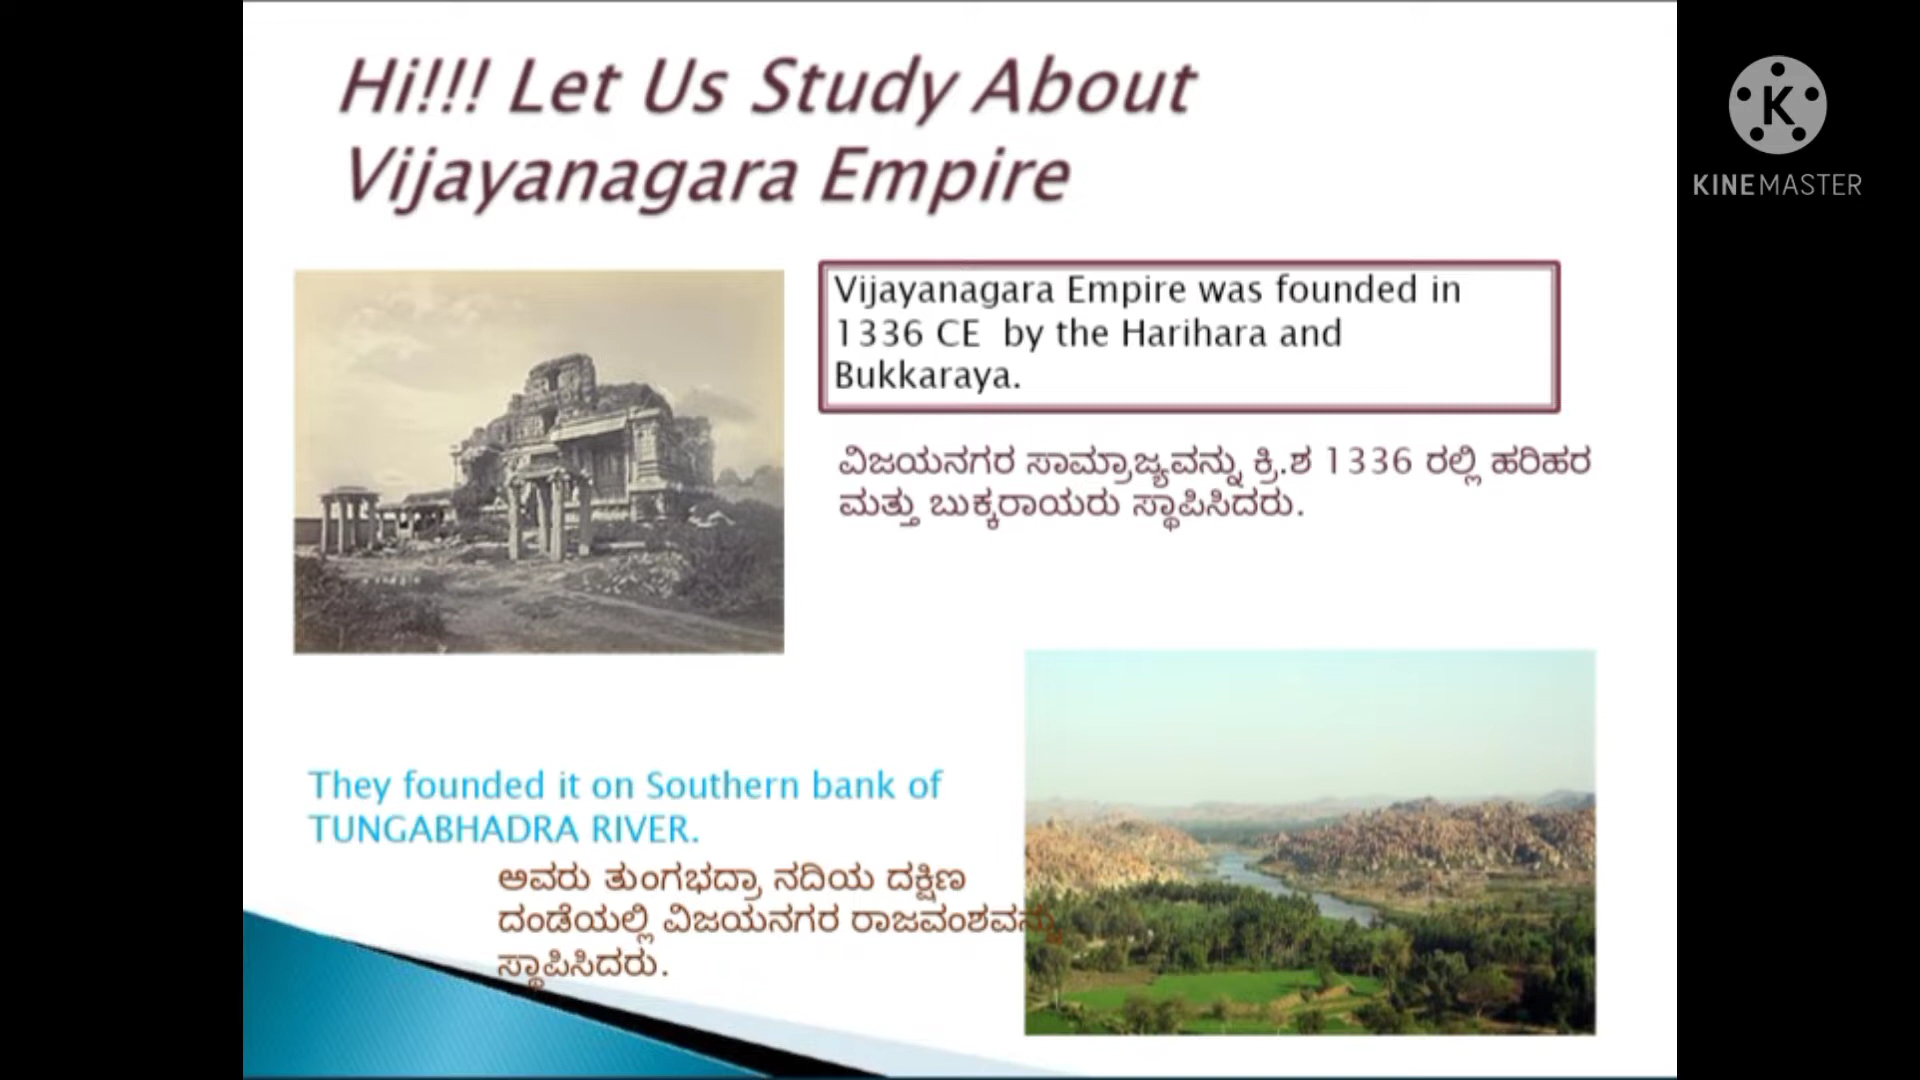 Hi!!! Let Us Study About
Vijayanagara Empire
Vijayanagara Empire was founded in
1336 CE by the Harihara and
Bukkaraya.
ವಿಜಯನಗರ ಸಾಮ್ರಾಜ್ಯವನ್ನು ಕ್ರಿ.ಶ 1336 ರಲ್ಲಿ ಹರಿಹರ
ಮತ್ತು ಬುಕ್ಕರಾಯರು ಸ್ಥಾಪಿಸಿದರು.
They founded it on Southern bank of
TUNGABHADRA RIVER.
ಅವರು ತುಂಗಭದ್ರಾ ನದಿಯ ದಕ್ಷಿಣ
ದಂಡೆಯಲ್ಲಿ ವಿಜಯನಗರ ರಾಜವಂಶವನ್ನು
ಸ್ಥಾಪಿಸಿದರು.
K
KINEMASTER